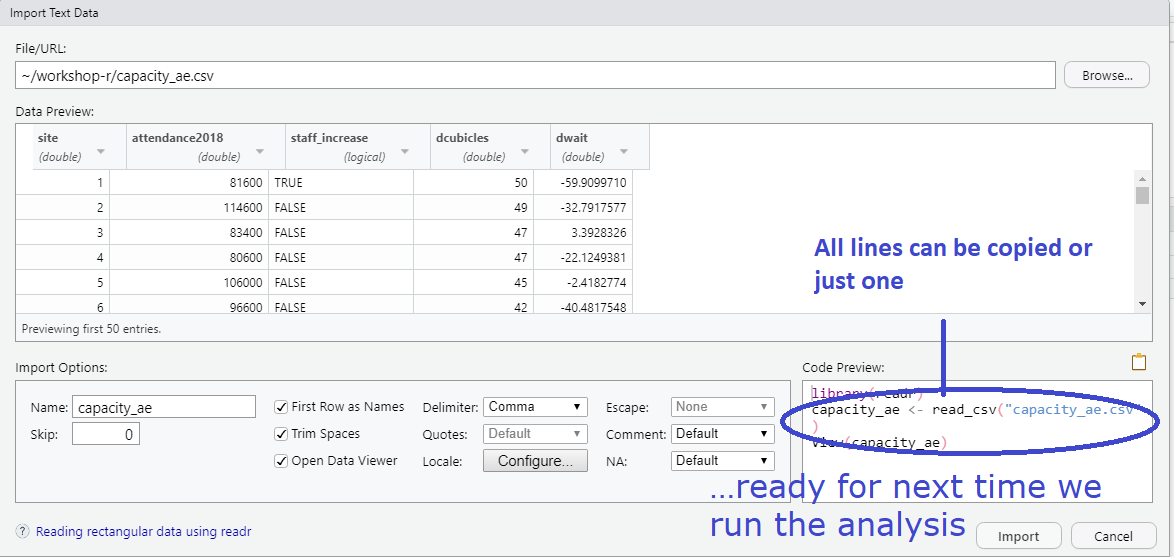 Import Text Data
File/URL:
~/workshop-r/capacity_ae.csv
Browse...
Data Preview:
site attendance2018 staff_increase dcubicles dwait
(double) (double) (logical) (double) (double)
1 81600 TRUE 50 -59.9099710
2 114600 FALSE 49 -32.7917577
3 83400 FALSE 47 3.3928326
4 80600 FALSE 47 -22.1249381
5 106000 FALSE 45 -2.4182774
6 96600 FALSE 42 -40.4817548
Previewing first 50 entries.
All lines can be copied or
just one
Import Options:
Name: capacity_ae
Skip: 0
First Row as Names
Trim Spaces
Open Data Viewer
Delimiter: Comma
Quotes: Default
Locale: Configure...
Escape: None
Comment: Default
NA: Default
Code Preview:
library(readr)
capacity_ae <- read_csv("capacity_ae.csv
)
View(capacity_ae)
...ready for next time we
run the analysis
? Reading rectangular data using readr
Import
Cancel